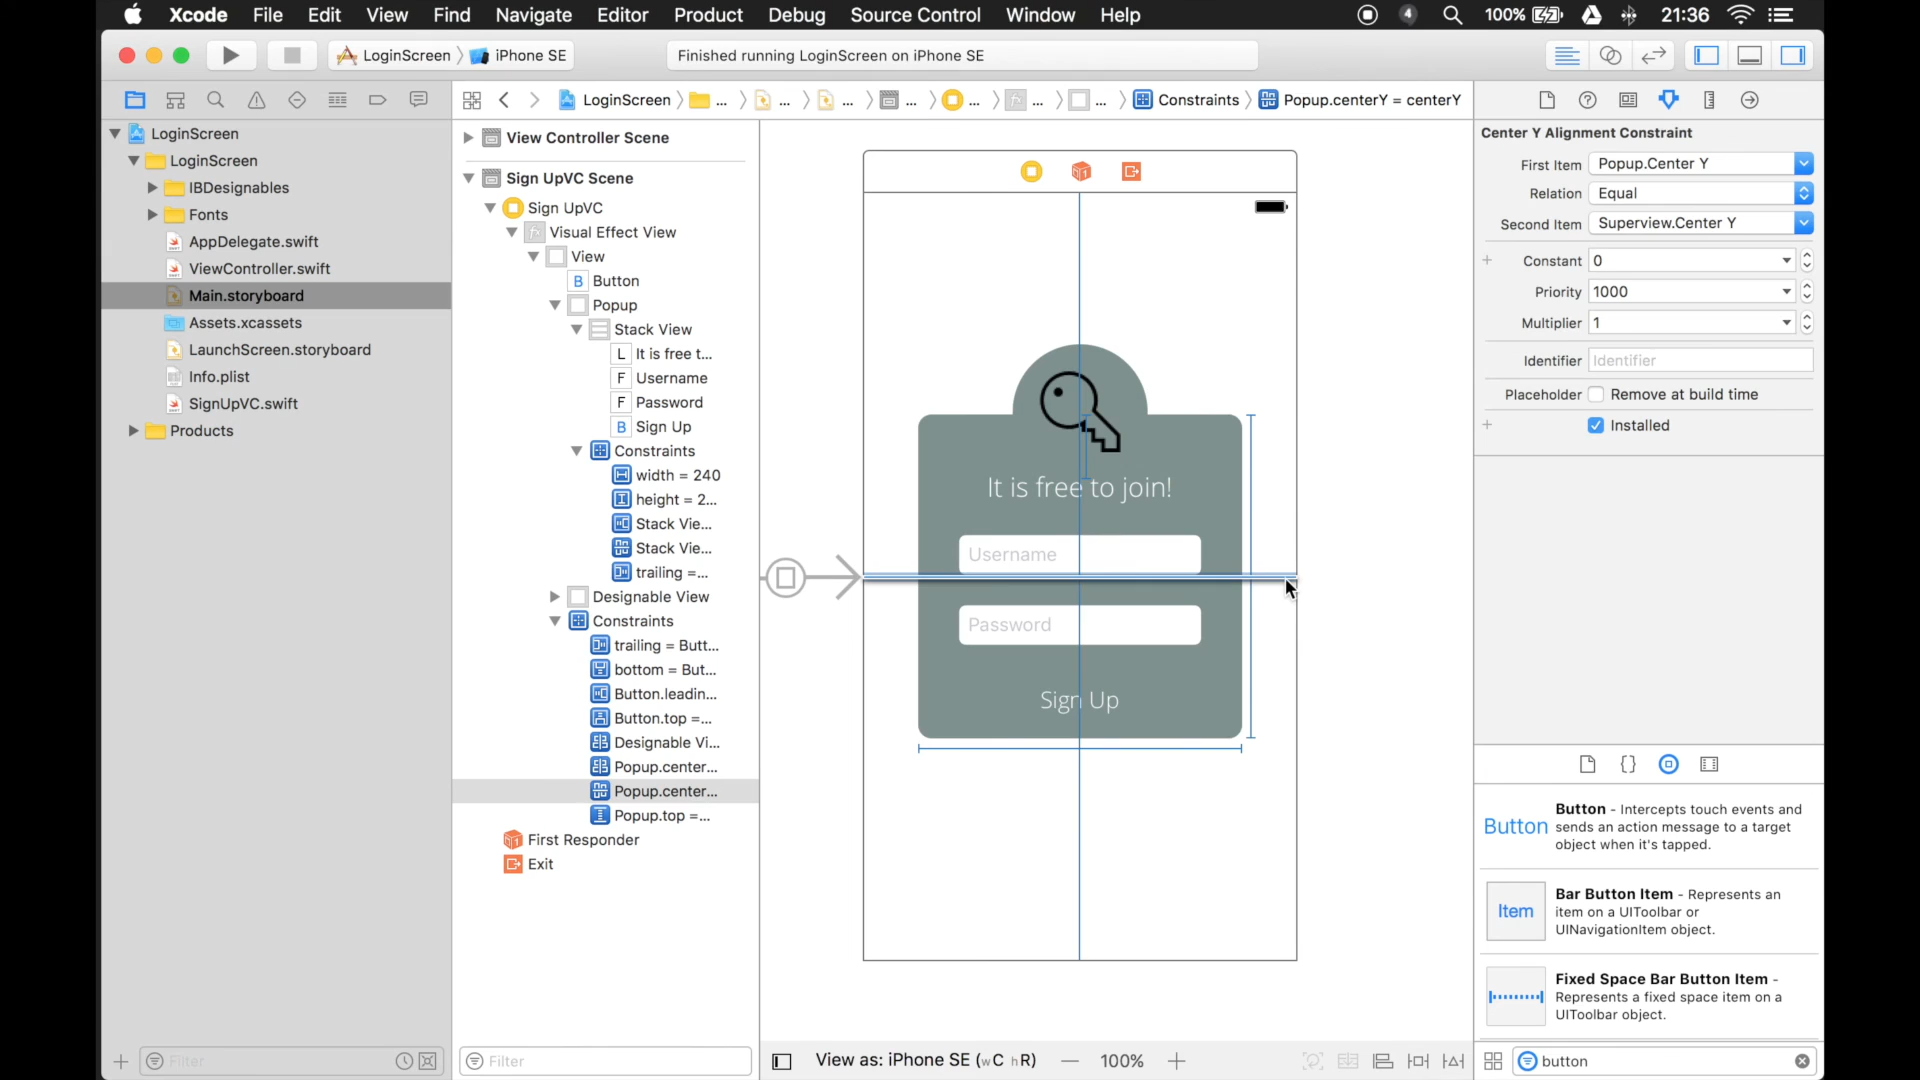 Xcode File Edit View Find Navigate Editor Product Debug Source Control Window Help 4 100% 21:36
LoginScreen iPhone SE Finished running LoginScreen on iPhone SE
LoginScreen ... ... ... ... ... ... ... Constraints Popup.centerY = centerY
LoginScreen
LoginScreen
IBDesignables
Fonts
AppDelegate.swift
ViewController.swift
Main.storyboard
Assets.xcassets
LaunchScreen.storyboard
Info.plist
SignUpVC.swift
Products
Filter
View Controller Scene
Sign UpVC Scene
Sign UpVC
Visual Effect View
View
B Button
Popup
Stack View
L It is free t...
F Username
F Password
B Sign Up
Constraints
width = 240
height = 2...
Stack Vie...
Stack Vie...
trailing =...
Designable View
Constraints
trailing = Butt...
bottom = But...
Button.leadin...
Button.top =...
Designable Vi...
Popup.center...
Popup.center...
Popup.top =...
First Responder
Exit
Filter
It is free to join!
Username
Password
Sign Up
View as: iPhone SE (wC hR) — 100% +
Center Y Alignment Constraint
First Item Popup.Center Y
Relation Equal
Second Item Superview.Center Y
+ Constant 0
Priority 1000
Multiplier 1
Identifier Identifier
Placeholder Remove at build time
+ Installed
{}
Button Button - Intercepts touch events and
sends an action message to a target
object when it's tapped.
Item Bar Button Item - Represents an
item on a UIToolbar or
UINavigationItem object.
Fixed Space Bar Button Item -
Represents a fixed space item on a
UIToolbar object.
button